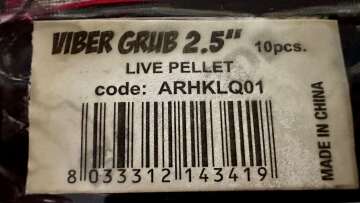 VIBER GRUB 2.5" 10pcs.
LIVE PELLET
code: ARHKLQ01
8 033312 143419
MADE IN CHINA